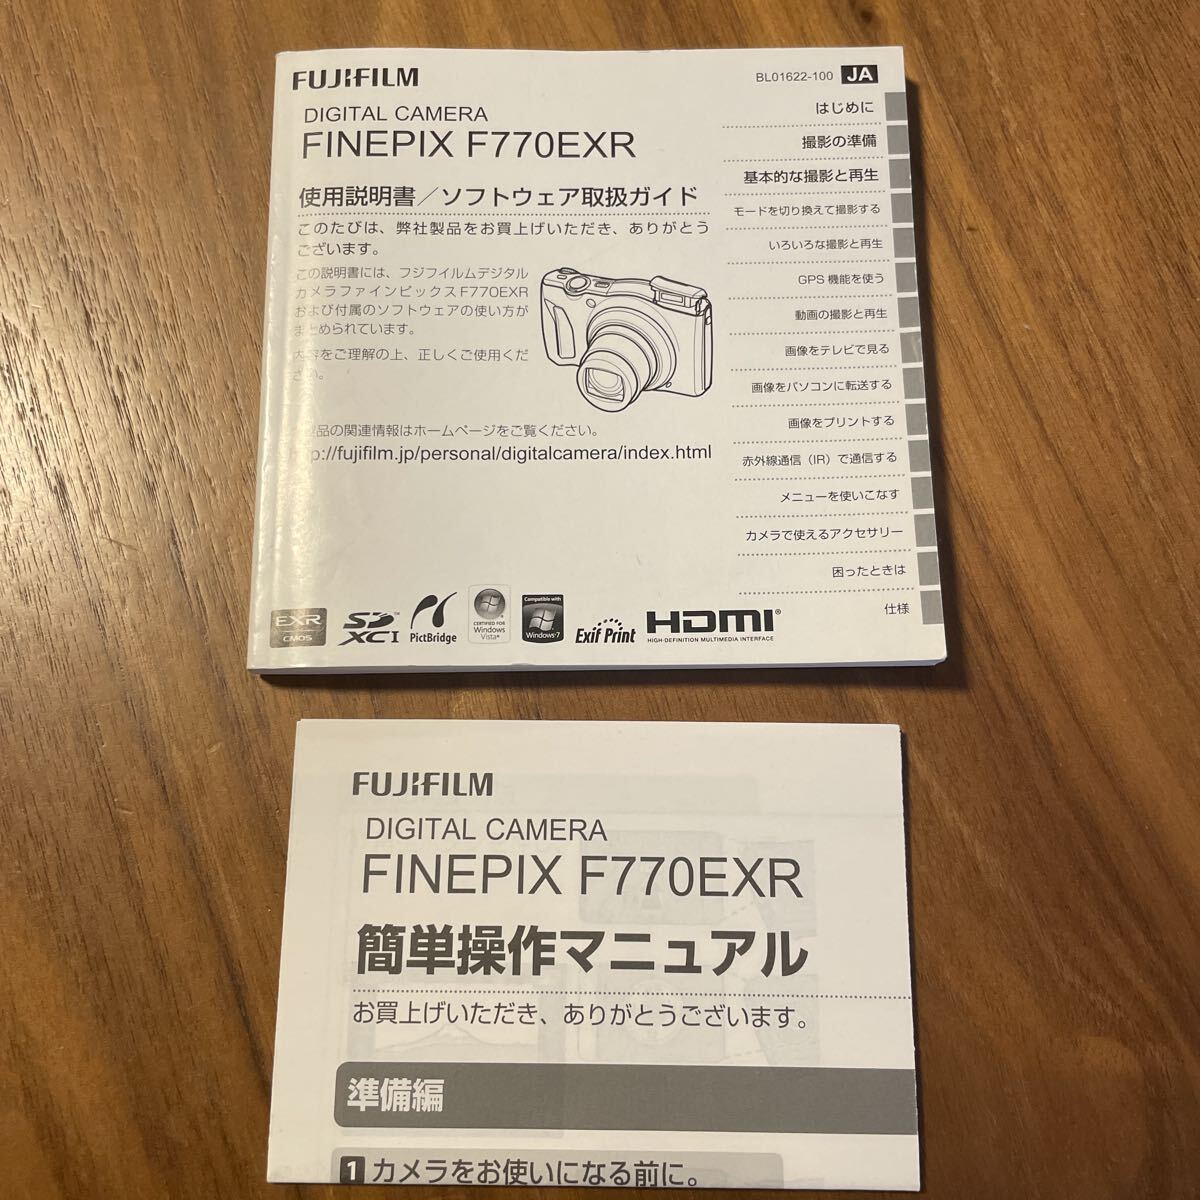 FUJIFILM
BL01622-100 JA
DIGITAL CAMERA
FINEPIX F770EXR
使用説明書／ソフトウェア取扱ガイド
このたびは、弊社製品をお買上げいただき、ありがとう
ございます。
この説明書には、フジフイルムデジタル
カメラファインピックスF770EXR
および付属のソフトウェアの使い方が
まとめられています。
内容をご理解の上、正しくご使用くだ
さい。
製品の関連情報はホームページをご覧ください。
p://fujifilm.jp/personal/digitalcamera/index.html
はじめに
撮影の準備
基本的な撮影と再生
モードを切り換えて撮影する
いろいろな撮影と再生
GPS 機能を使う
動画の撮影と再生
画像をテレビで見る
画像をパソコンに転送する
画像をプリントする
赤外線通信（IR）で通信する
メニューを使いこなす
カメラで使えるアクセサリー
困ったときは
仕様
EXR
CMOS
SD
XC I
PictBridge
CERTIFIED FOR
Windows
Vista
Compatible with
Windows 7
Exif Print
HDMI
HIGH-DEFINITION MULTIMEDIA INTERFACE
FUJIFILM
DIGITAL CAMERA
FINEPIX F770EXR
簡単操作マニュアル
お買上げいただき、ありがとうございます。
準備編
1 カメラをお使いになる前に。